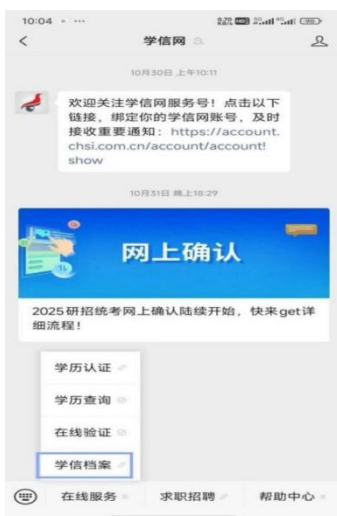 10:04
学信网
10月30日 上午10:11
欢迎关注学信网服务号！点击以下
链接，绑定你的学信网账号，及时
接收重要通知：https://account.
chsi.com.cn/account/account!
show
10月31日 晚上18:29
网上确认
2025研招统考网上确认陆续开始，快来get详
细流程！
学历认证
学历查询
在线验证
学信档案
在线服务
求职招聘
帮助中心